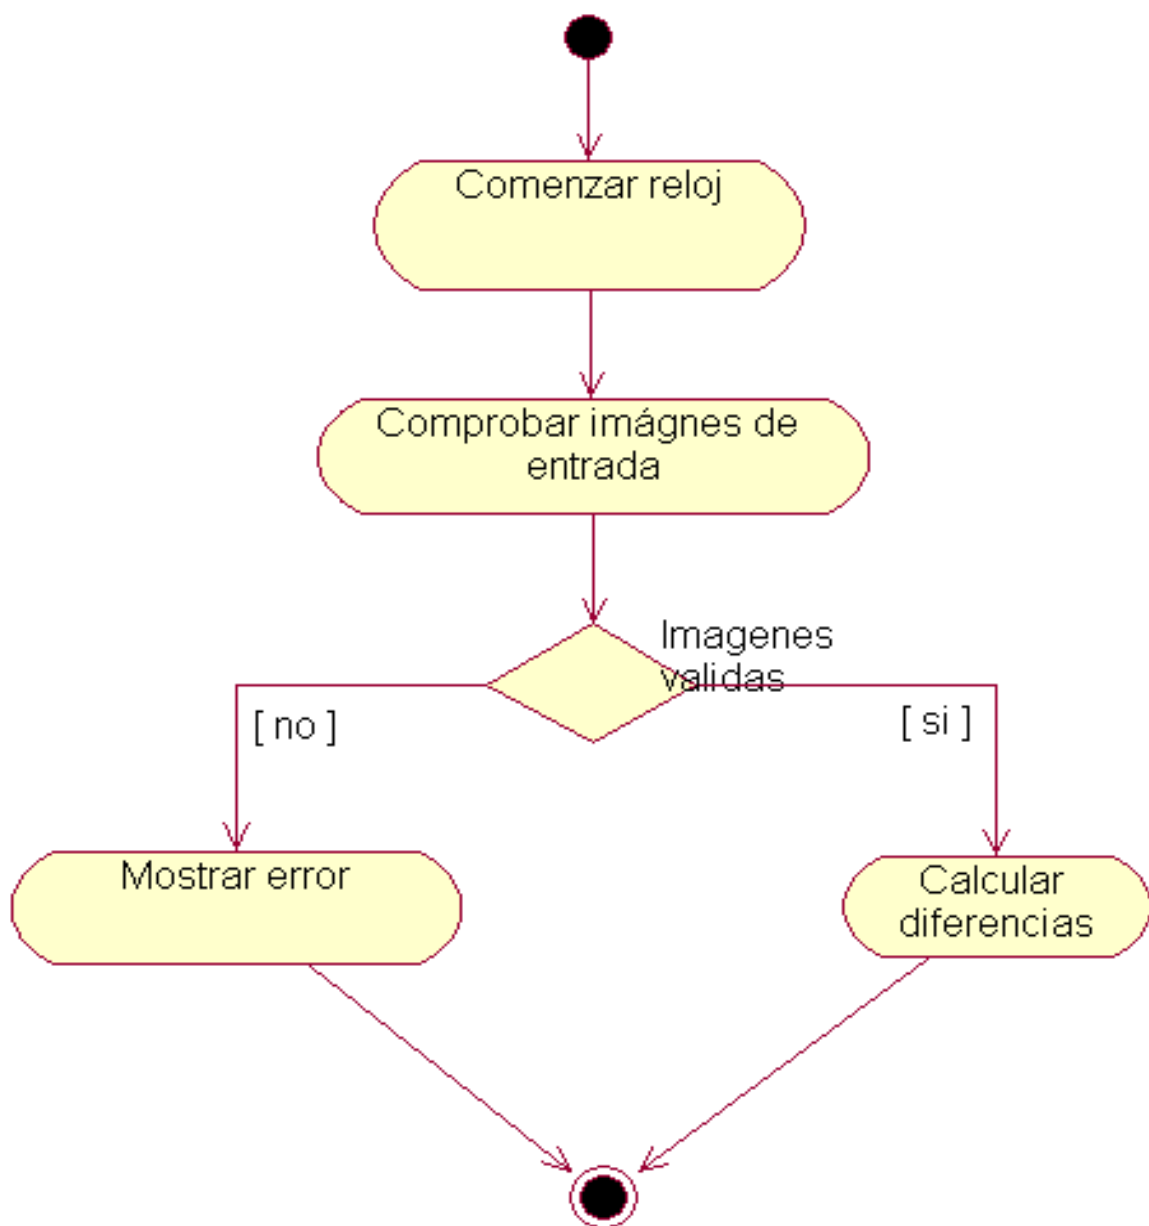 Comenzar reloj
Comprobar imágnes de
entrada
Imagenes
validas
[ no ]
[ si ]
Mostrar error
Calcular
diferencias